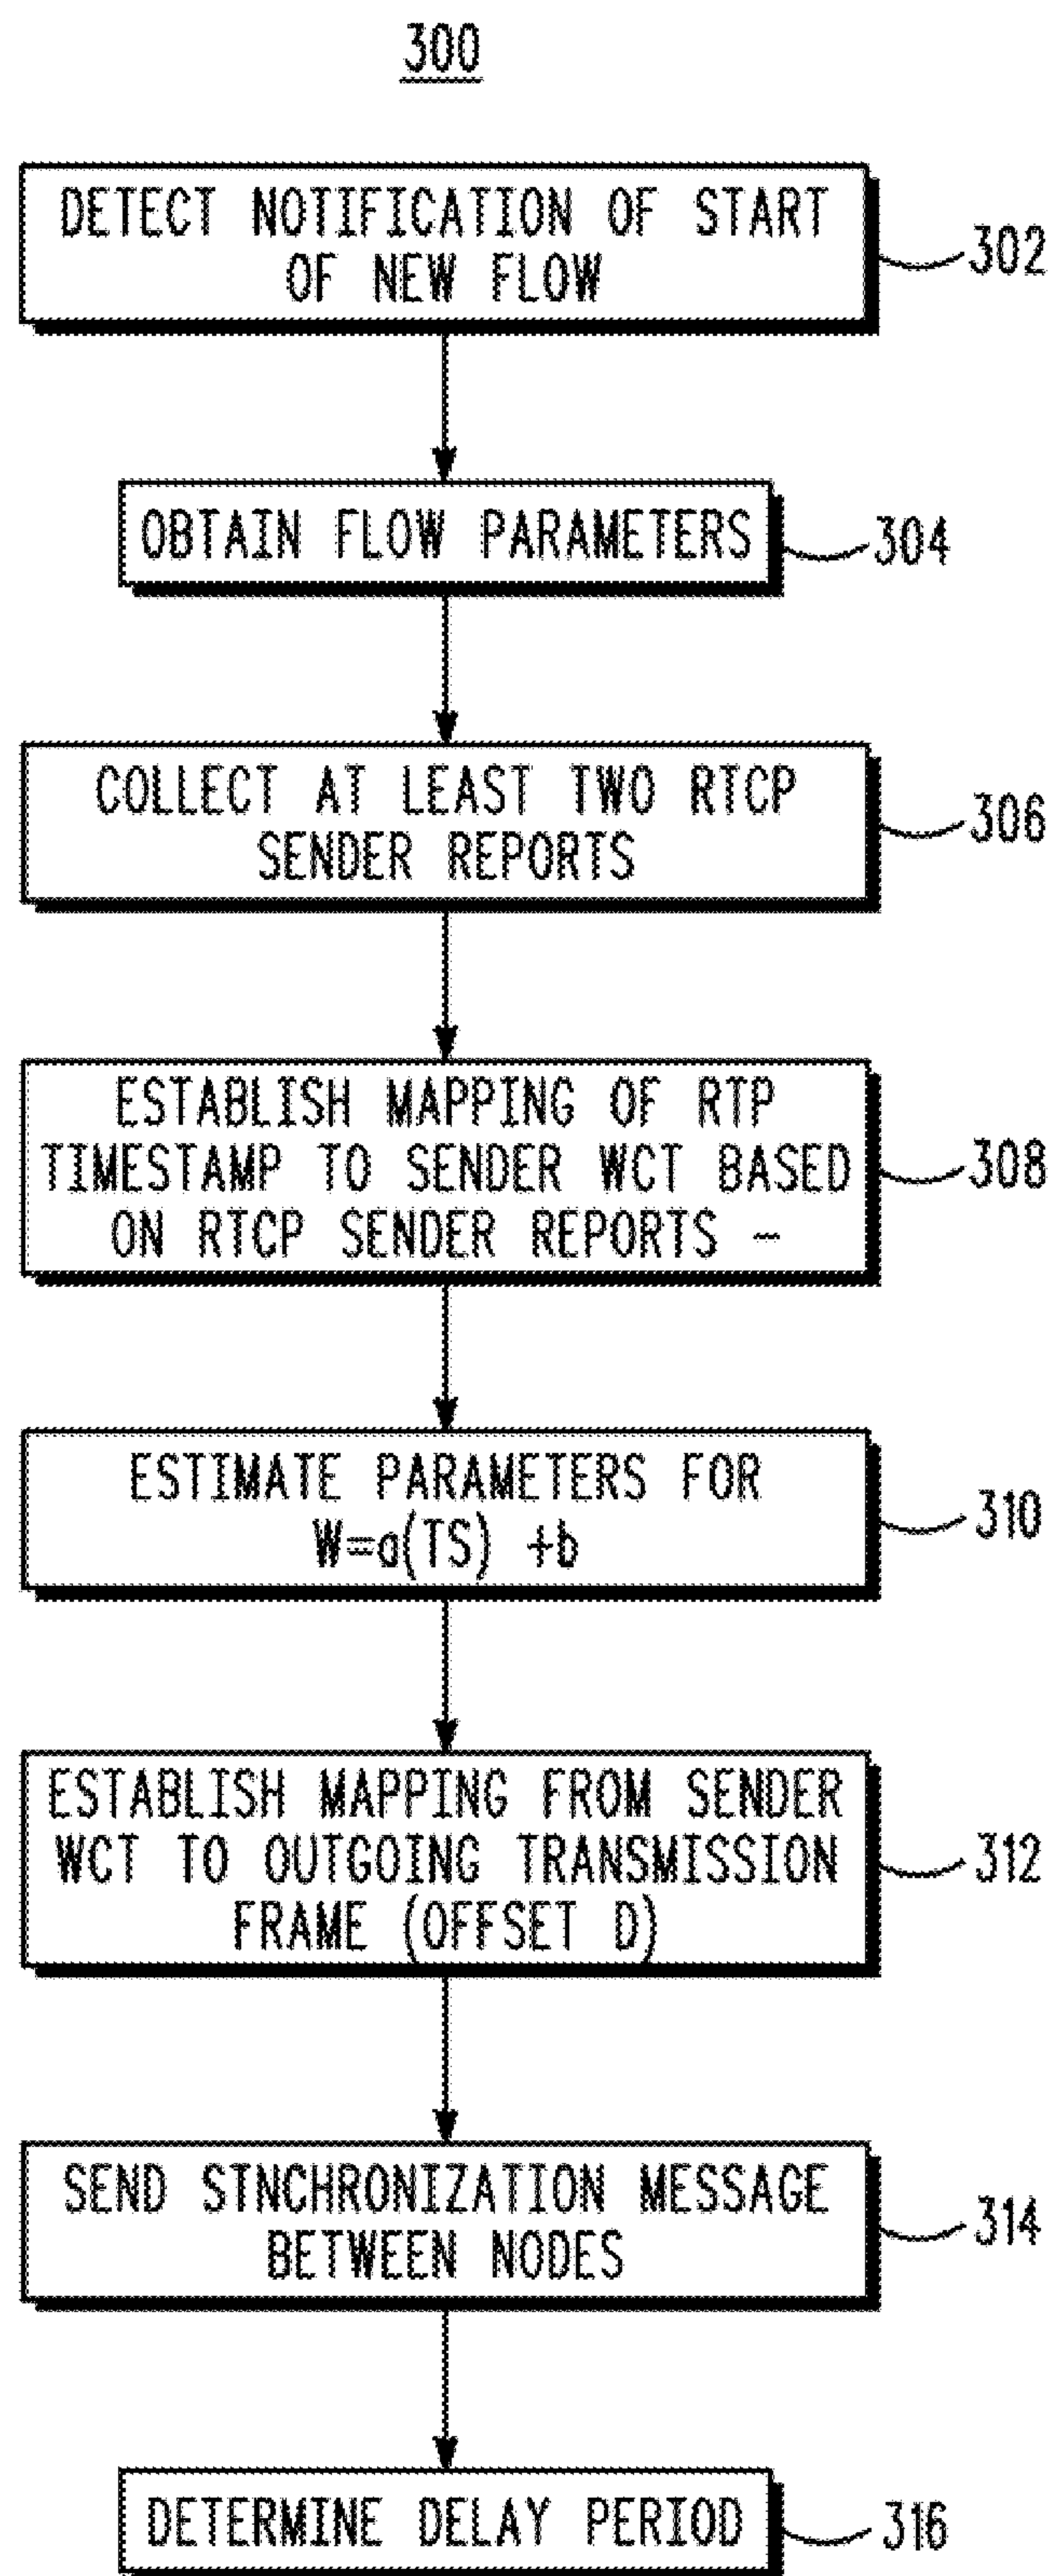 300
DETECT NOTIFICATION OF START
OF NEW FLOW
302
OBTAIN FLOW PARAMETERS
304
COLLECT AT LEAST TWO RTCP
SENDER REPORTS
306
ESTABLISH MAPPING OF RTP
TIMESTAMP TO SENDER WCT BASED
ON RTCP SENDER REPORTS -
308
ESTIMATE PARAMETERS FOR
W=a(TS) +b
310
ESTABLISH MAPPING FROM SENDER
WCT TO OUTGOING TRANSMISSION
FRAME (OFFSET D)
312
SEND STNCHRONIZATION MESSAGE
BETWEEN NODES
314
DETERMINE DELAY PERIOD
316